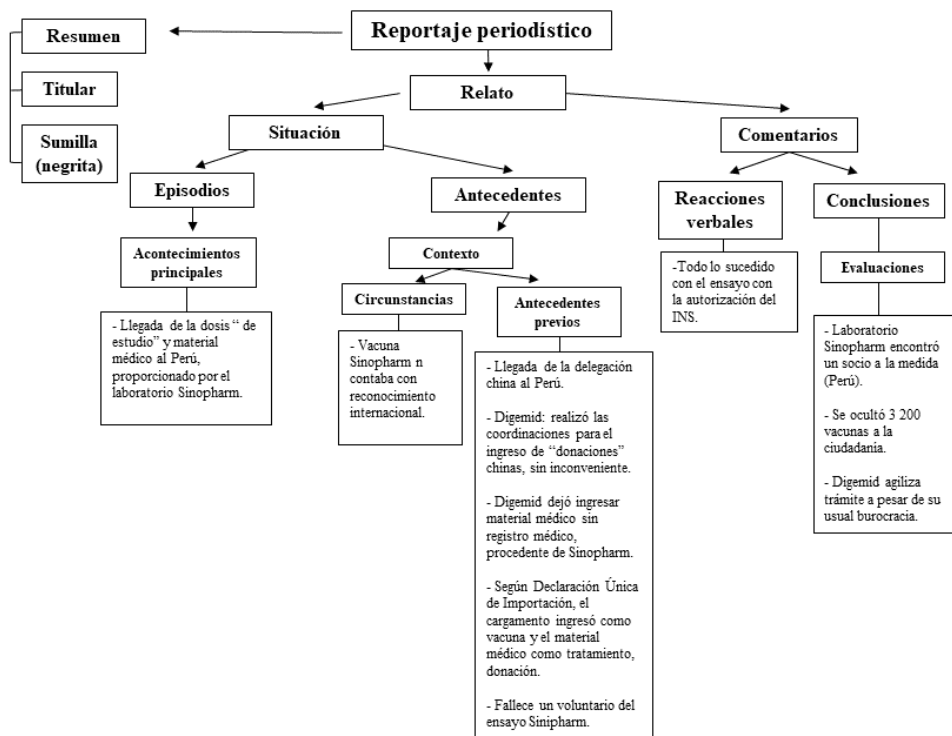 Reportaje periodístico
Resumen
Titular
Sumilla
(negrita)
Relato
Situación
Comentarios
Episodios
Antecedentes
Reacciones
verbales
Conclusiones
Acontecimientos
principales
Contexto
Evaluaciones
Circunstancias
Antecedentes
previos
- Llegada de la dosis “ de
estudio” y material
médico al Perú,
proporcionado por el
laboratorio Sinopharm.
- Vacuna
Sinopharm n
contaba con
reconocimiento
internacional.
- Llegada de la delegación
china al Perú.
- Digemid: realizó las
coordinaciones para el
ingreso de “donaciones”
chinas, sin inconveniente.
- Digemid dejó ingresar
material médico sin
registro médico,
procedente de Sinopharm.
- Según Declaración Única
de Importación, el
cargamento ingresó como
vacuna y el material
médico como tratamiento,
donación.
- Fallece un voluntario del
ensayo Sinipharm.
-Todo lo sucedido
con el ensayo con
la autorización del
INS.
- Laboratorio
Sinopharm encontró
un socio a la medida
(Perú).
- Se ocultó 3 200
vacunas a la
ciudadanía.
- Digemid agiliza
trámite a pesar de su
usual burocracia.